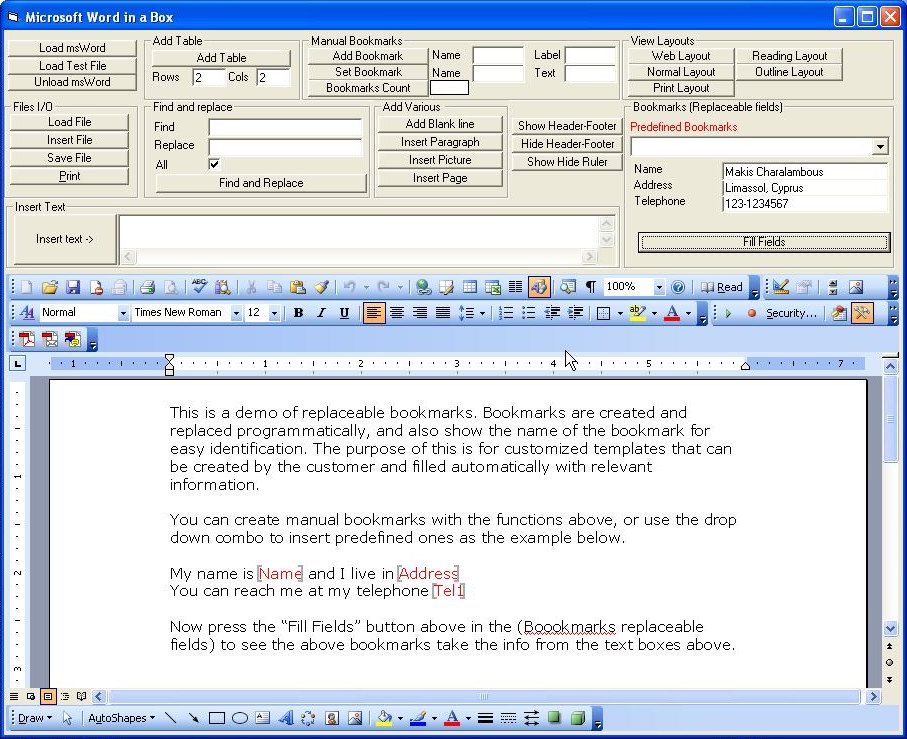 Microsoft Word in a Box
Load msWord
Load Test File
Unload msWord
Add Table
Add Table
Rows 2 Cols 2
Manual Bookmarks
Add Bookmark Name Label
Set Bookmark Name Text
Bookmarks Count
View Layouts
Web Layout Reading Layout
Normal Layout Outline Layout
Print Layout
Files I/O
Load File
Insert File
Save File
Print
Find and replace
Find
Replace
All
Find and Replace
Add Various
Add Blank line
Insert Paragraph
Insert Picture
Insert Page
Show Header-Footer
Hide Header-Footer
Show Hide Ruler
Bookmarks (Replaceable fields)
Predefined Bookmarks
Name Makis Charalambous
Address Limassol, Cyprus
Telephone 123-1234567
Fill Fields
Insert Text
Insert text ->
100% Read
Normal Times New Roman 12 B I U Security...
1 1 2 3 4 5 7
1
2
3
This is a demo of replaceable bookmarks. Bookmarks are created and
replaced programmatically, and also show the name of the bookmark for
easy identification. The purpose of this is for customized templates that can
be created by the customer and filled automatically with relevant
information.
You can create manual bookmarks with the functions above, or use the drop
down combo to insert predefined ones as the example below.
My name is [Name] and I live in [Address]
You can reach me at my telephone [Tel1]
Now press the “Fill Fields” button above in the (Boookmarks replaceable
fields) to see the above bookmarks take the info from the text boxes above.
Draw AutoShapes